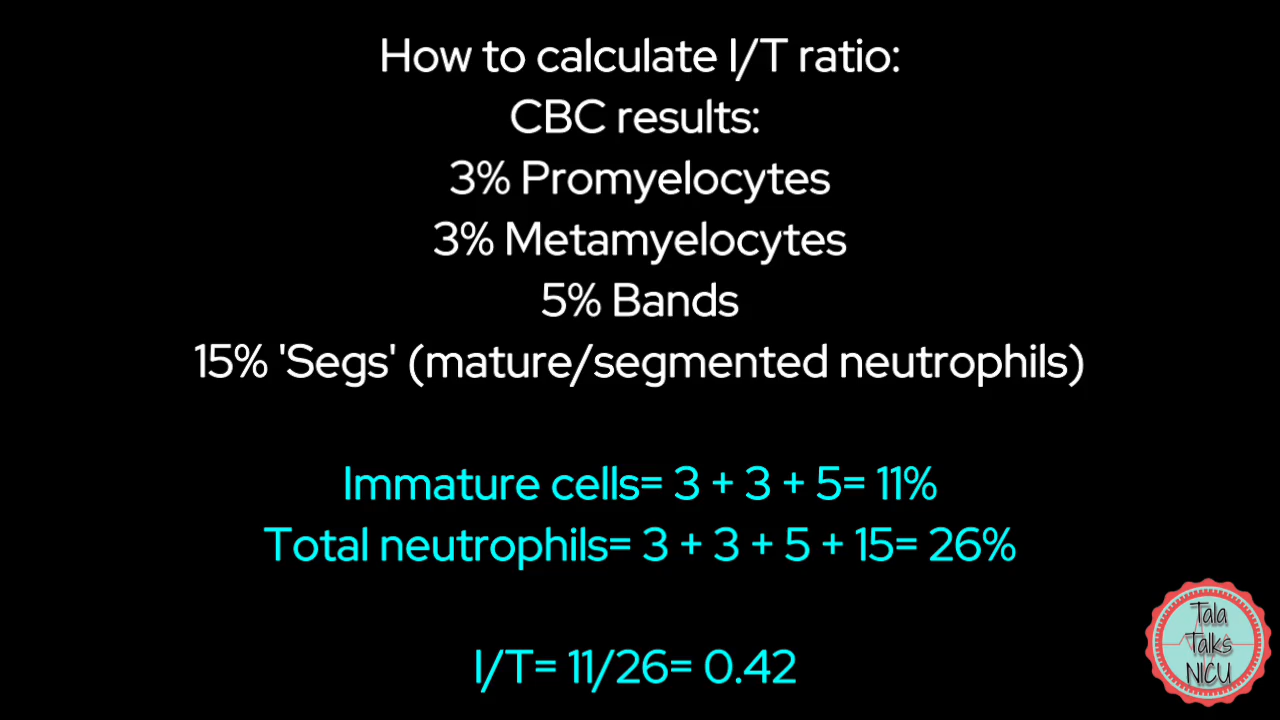 How to calculate I/T ratio:
CBC results:
3% Promyelocytes
3% Metamyelocytes
5% Bands
15% 'Segs' (mature/segmented neutrophils)
Immature cells= 3 + 3 + 5= 11%
Total neutrophils= 3 + 3 + 5 + 15= 26%
I/T= 11/26= 0.42
Tala
Talks
NICU